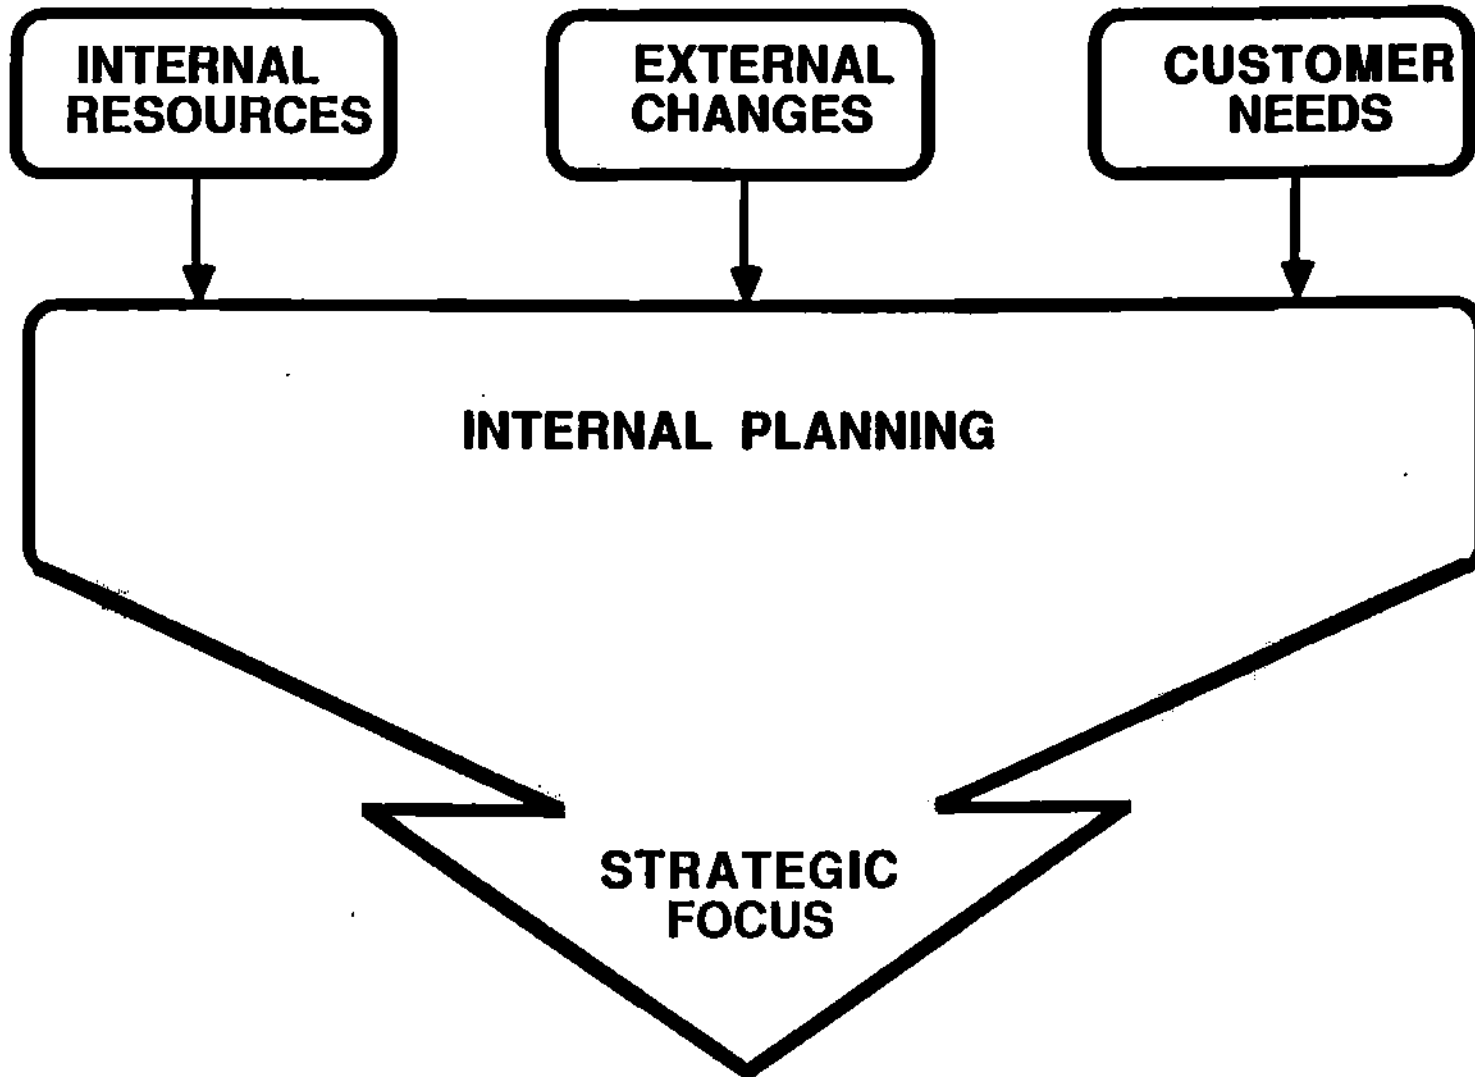 INTERNAL
RESOURCES
EXTERNAL
CHANGES
CUSTOMER
NEEDS
INTERNAL PLANNING
STRATEGIC
FOCUS